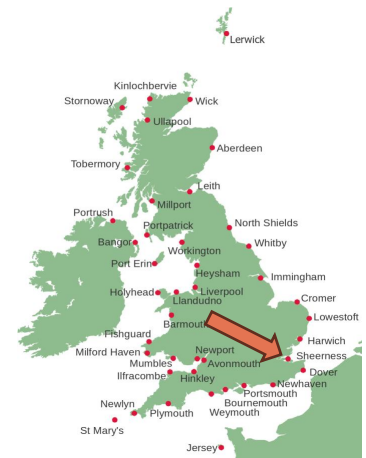 Lerwick
Kinlochbervie
Stornoway
Wick
Ullapool
Aberdeen
Tobermory
Leith
Millport
Portrush
Portpatrick
North Shields
Bangor
Workington
Whitby
Port Erin
Heysham
Immingham
Holyhead
Liverpool
Llandudno
Cromer
Barmouth
Lowestoft
Fishguard
Harwich
Milford Haven
Newport
Sheerness
Mumbles
Avonmouth
Dover
Ilfracombe
Hinkley
Newhaven
Portsmouth
Bournemouth
Newlyn
Plymouth
Weymouth
St Mary's
Jersey